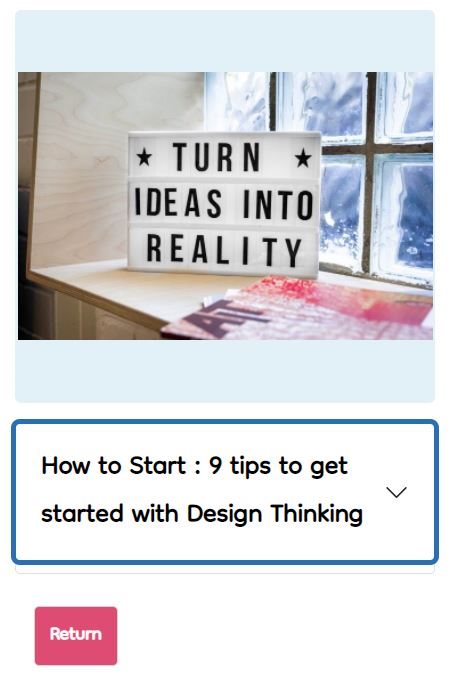 ★ TURN ★
IDEAS INTO
REALITY
How to Start : 9 tips to get
started with Design Thinking
Return